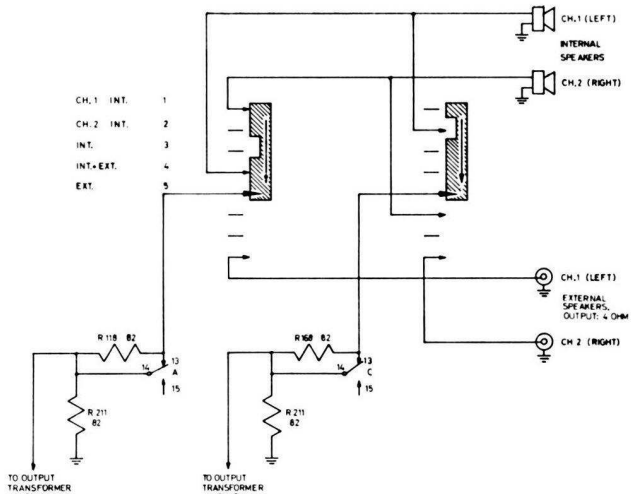 CH.1 (LEFT)
INTERNAL
SPEAKERS
CH.2 (RIGHT)
CH.1 INT. 1
CH.2 INT. 2
INT. 3
INT.+EXT. 4
EXT. 5
CH.1 (LEFT)
EXTERNAL
SPEAKERS,
OUTPUT: 4 OHM
CH 2 (RIGHT)
R 118 82
13
14 A
15
R 211
82
TO OUTPUT
TRANSFORMER
R 168 82
13
14 C
15
R 211
82
TO OUTPUT
TRANSFORMER